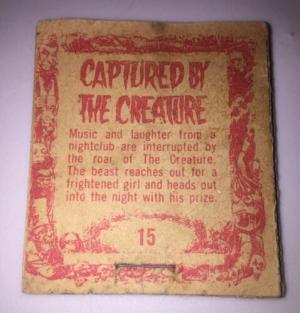 CAPTURED BY
THE CREATURE
Music and laughter from a
nightclub are interrupted by
the roar of The Creature.
The beast reaches out for a
frightened girl and heads out
into the night with his prize.
15